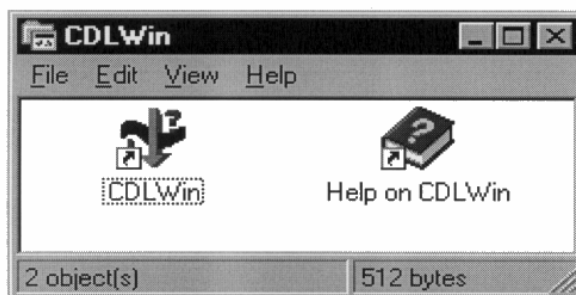 CDLWin
File Edit View Help
?
?
CDLWin Help on CDLWin
2 object(s) 512 bytes